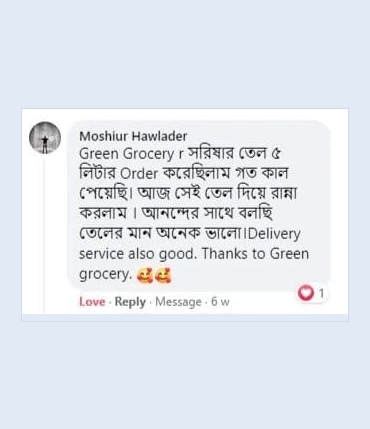 Moshiur Hawlader
Green Grocery r সরিষার তেল ৫
লিটার Order করেছিলাম গত কাল
পেয়েছি। আজ সেই তেল দিয়ে রান্না
করলাম । আনন্দের সাথে বলছি
তেলের মান অনেক ভালো।Delivery
service also good. Thanks to Green
grocery. 🥰🥰
1
Love · Reply · Message · 6 w